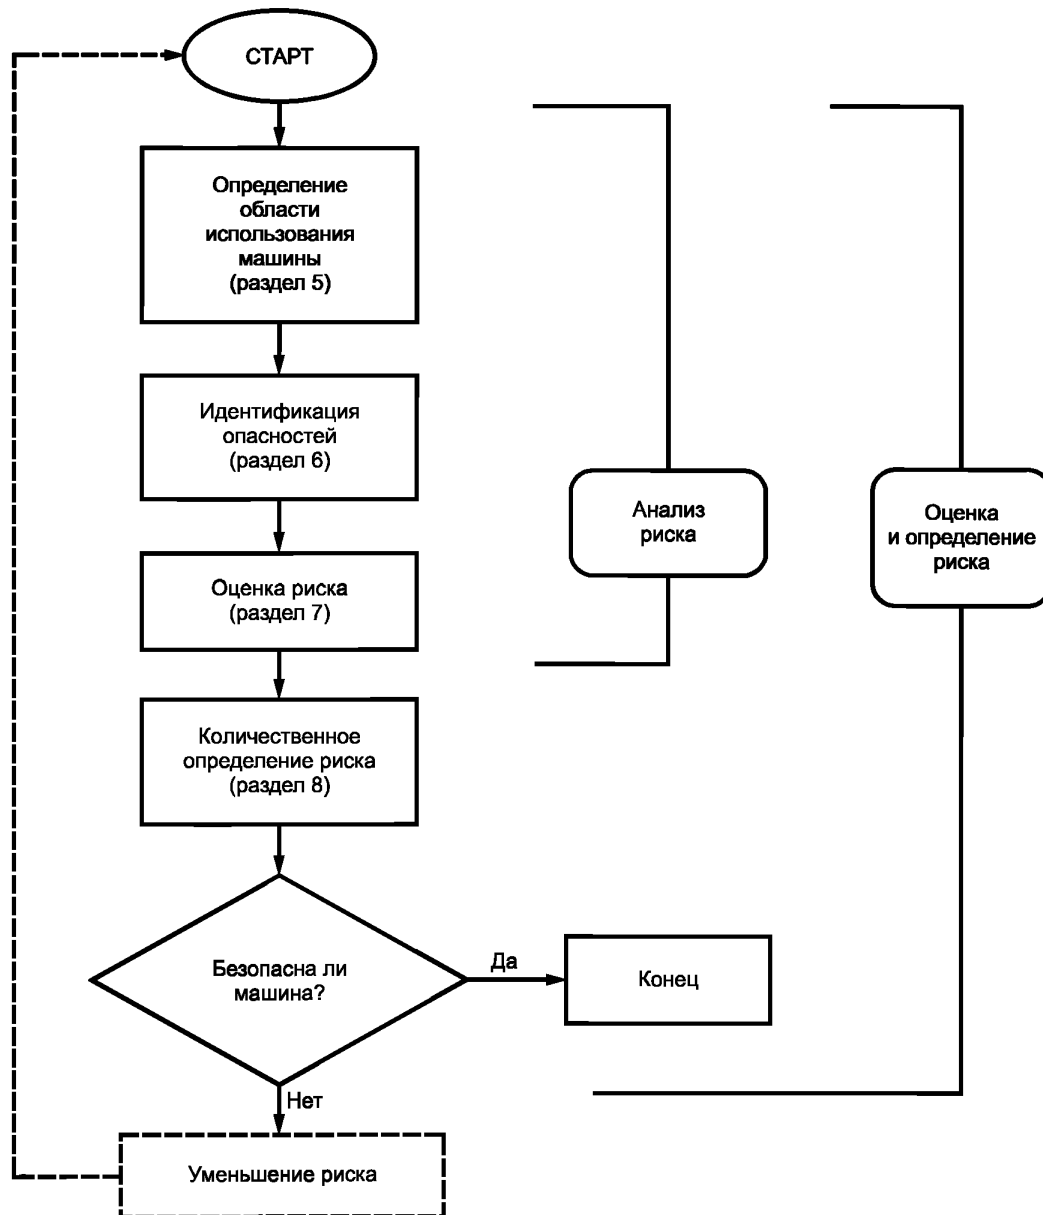 СТАРТ
Определение
области
использования
машины
(раздел 5)
Идентификация
опасностей
(раздел 6)
Оценка риска
(раздел 7)
Количественное
определение риска
(раздел 8)
Безопасна ли
машина?
Да
Конец
Нет
Уменьшение риска
Анализ
риска
Оценка
и определение
риска